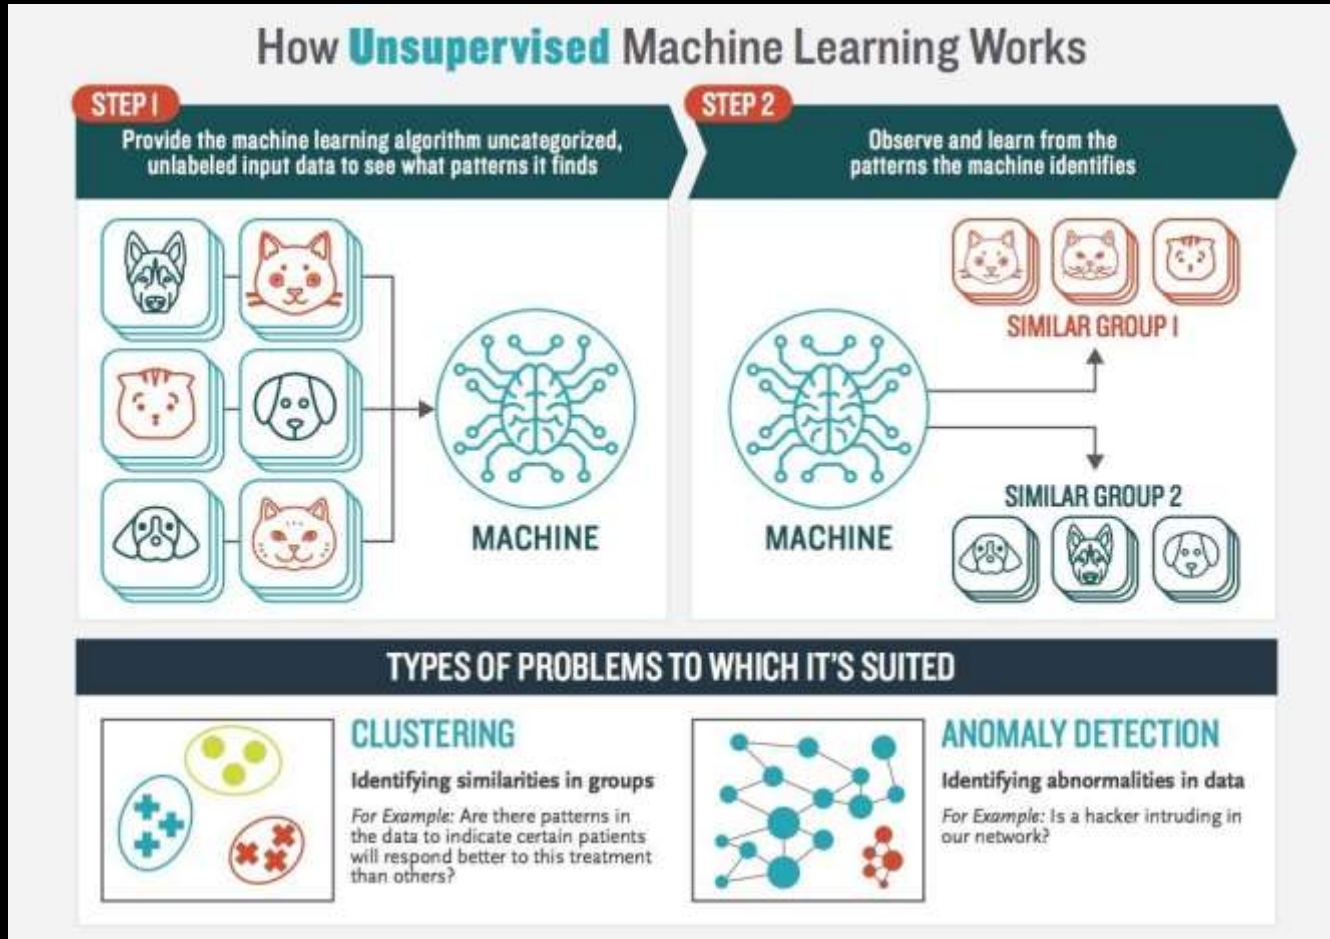 How Unsupervised Machine Learning Works
STEP 1
Provide the machine learning algorithm uncategorized,
unlabeled input data to see what patterns it finds
MACHINE
STEP 2
Observe and learn from the
patterns the machine identifies
MACHINE
SIMILAR GROUP 1
SIMILAR GROUP 2
TYPES OF PROBLEMS TO WHICH IT'S SUITED
CLUSTERING
Identifying similarities in groups
For Example: Are there patterns in
the data to indicate certain patients
will respond better to this treatment
than others?
ANOMALY DETECTION
Identifying abnormalities in data
For Example: Is a hacker intruding in
our network?